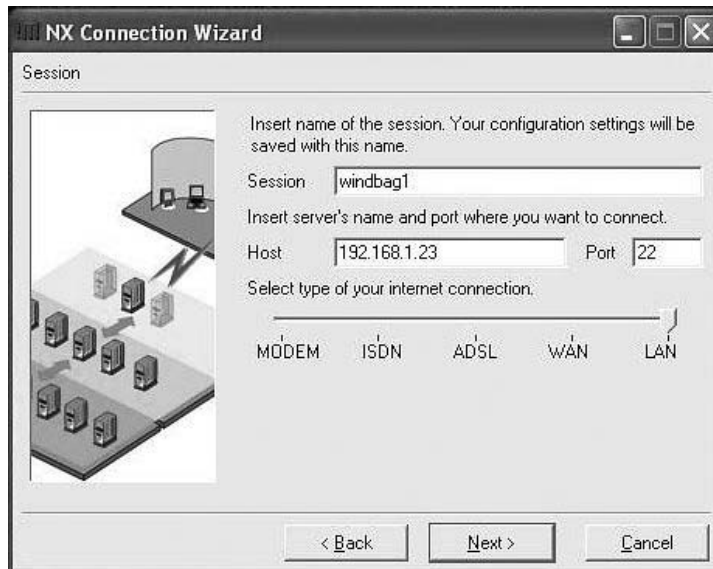 NX Connection Wizard
Session
Insert name of the session. Your configuration settings will be
saved with this name.
Session windbag1
Insert server's name and port where you want to connect.
Host 192.168.1.23 Port 22
Select type of your internet connection.
MODEM ISDN ADSL WAN LAN
< Back Next > Cancel